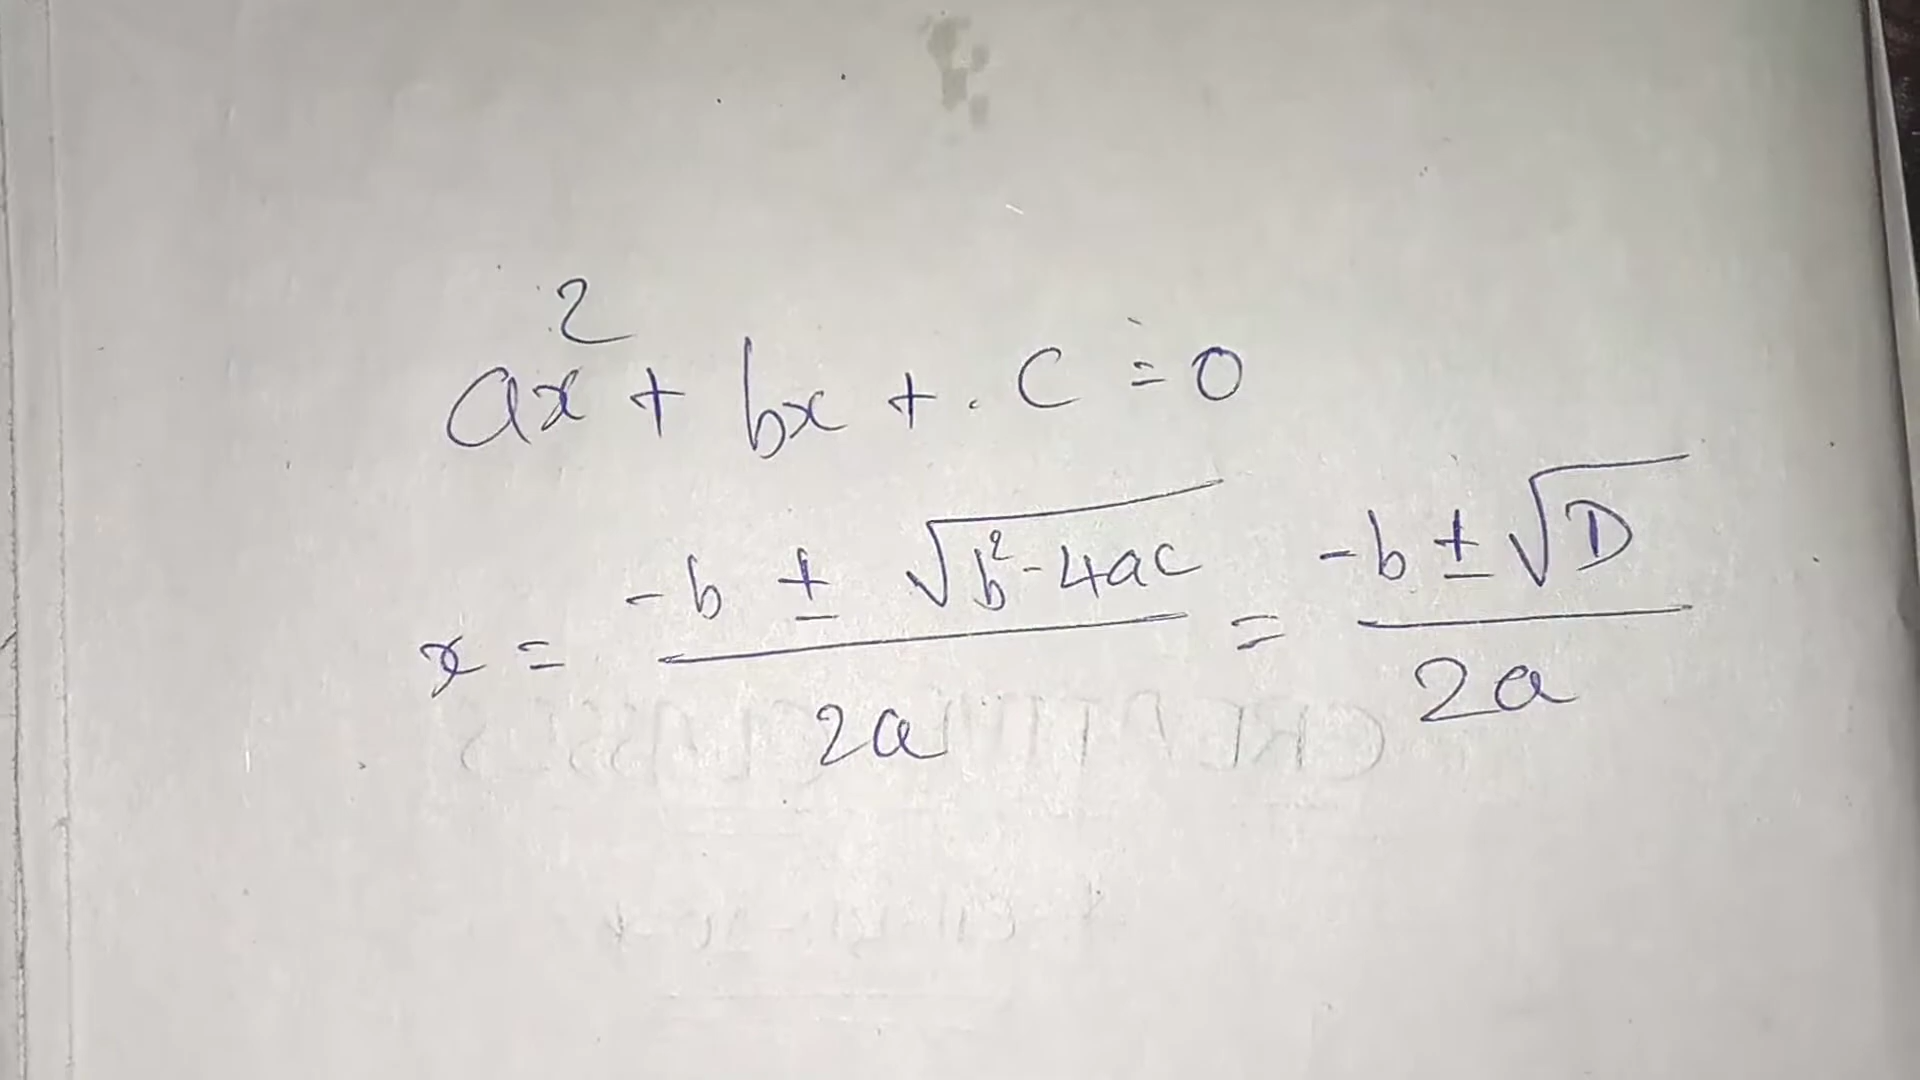 ax² + bx + c = 0
x = (-b ± √(b²-4ac))/2a = (-b ± √D)/2a